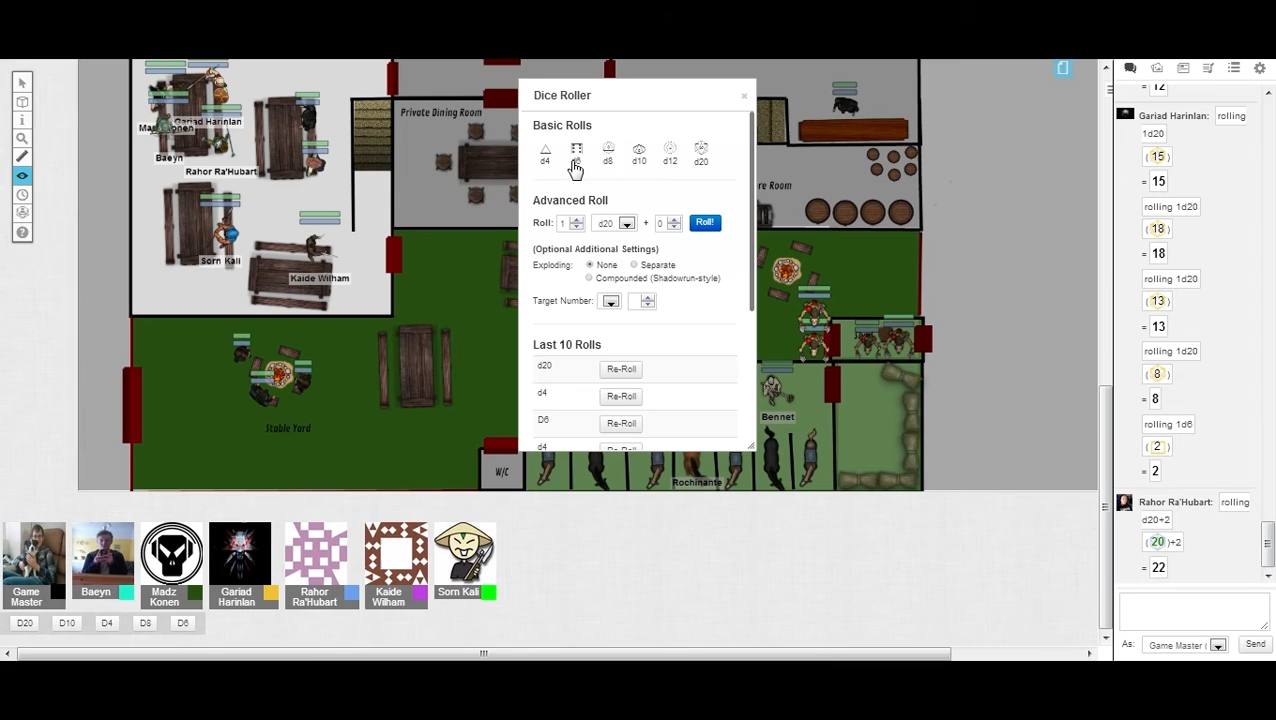 Gariad Harinlan
Konen
Baeyn
Rahor Ra'Hubart
Sorn Kali
Kaide Wilham
Private Dining Room
Stable Yard
W/C
Room
Bennet
Rochinante
Dice Roller
×
Basic Rolls
d4 d8 d10 d12 d20
Advanced Roll
Roll: 1 d20 + 0 Roll!
(Optional Additional Settings)
Exploding: None Separate
Compounded (Shadowrun-style)
Target Number:
Last 10 Rolls
d20 Re-Roll
d4 Re-Roll
D6 Re-Roll
d4 Re-Roll
= 12
Gariad Harinlan: rolling
1d20
(15)
= 15
rolling 1d20
(18)
= 18
rolling 1d20
(13)
= 13
rolling 1d20
(8)
= 8
rolling 1d6
(2)
= 2
Rahor Ra'Hubart: rolling
d20+2
(20)+2
= 22
As: Game Master ( Send
Game
Master
Baeyn
Madz
Konen
Gariad
Harinlan
Rahor
Ra'Hubart
Kaide
Wilham
Sorn Kali
D20 D10 D4 D8 D6